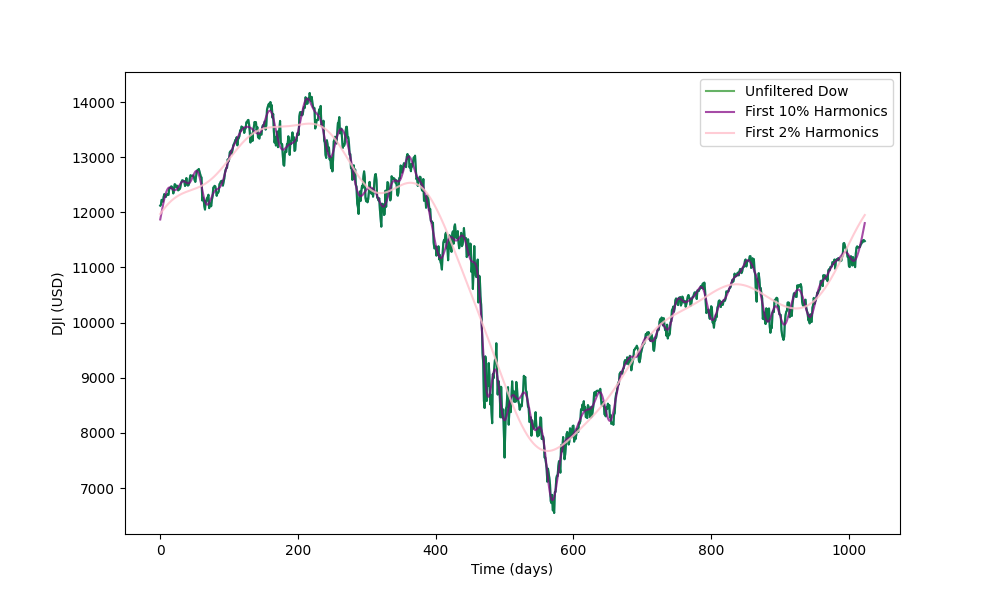 Unfiltered Dow
First 10% Harmonics
First 2% Harmonics
14000
13000
12000
11000
10000
9000
8000
7000
DJI (USD)
0 200 400 600 800 1000
Time (days)